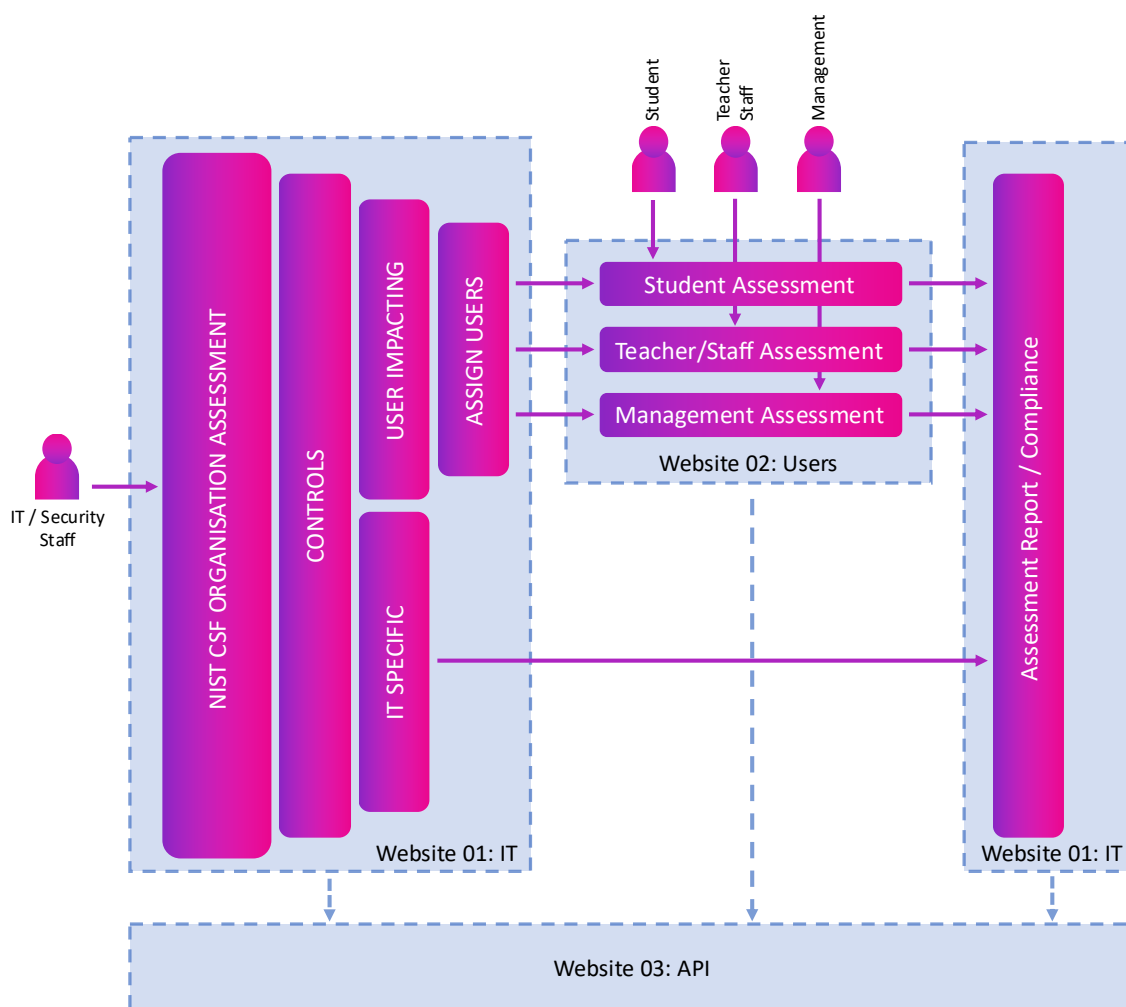 Student
Teacher
Staff
Management
IT / Security
Staff
NIST CSF ORGANISATION ASSESSMENT
CONTROLS
USER IMPACTING
IT SPECIFIC
ASSIGN USERS
Website 01: IT
Student Assessment
Teacher/Staff Assessment
Management Assessment
Website 02: Users
Assessment Report / Compliance
Website 01: IT
Website 03: API